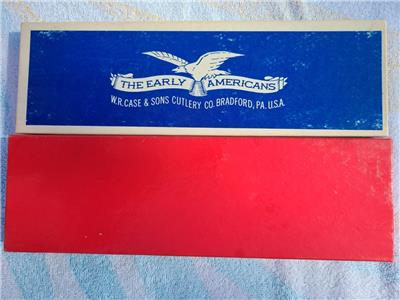 THE EARLY AMERICANS
W.R. CASE & SONS CUTLERY CO. BRADFORD, PA. U.S.A.